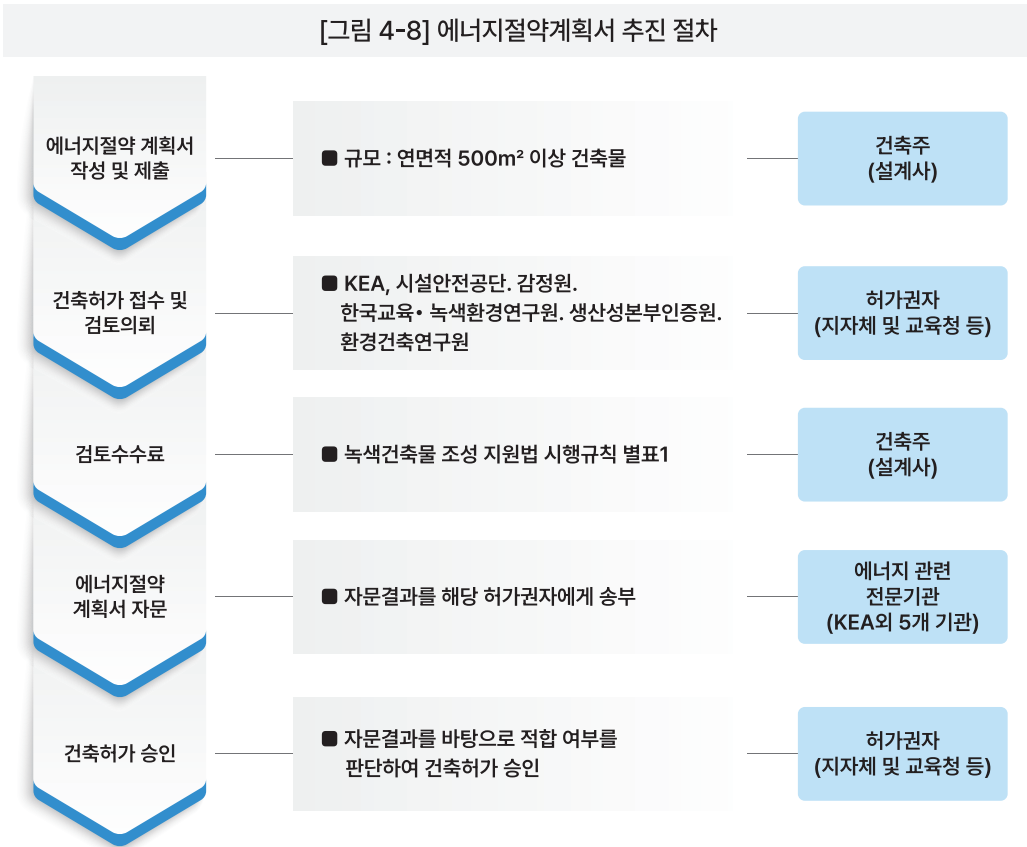 [그림 4-8] 에너지절약계획서 추진 절차
에너지절약 계획서
작성 및 제출
■ 규모 : 연면적 500m² 이상 건축물
건축주
(설계사)
건축허가 접수 및
검토의뢰
■ KEA, 시설안전공단. 감정원.
한국교육• 녹색환경연구원. 생산성본부인증원.
환경건축연구원
허가권자
(지자체 및 교육청 등)
검토수수료
■ 녹색건축물 조성 지원법 시행규칙 별표1
건축주
(설계사)
에너지절약
계획서 자문
■ 자문결과를 해당 허가권자에게 송부
에너지 관련
전문기관
(KEA외 5개 기관)
건축허가 승인
■ 자문결과를 바탕으로 적합 여부를
판단하여 건축허가 승인
허가권자
(지자체 및 교육청 등)